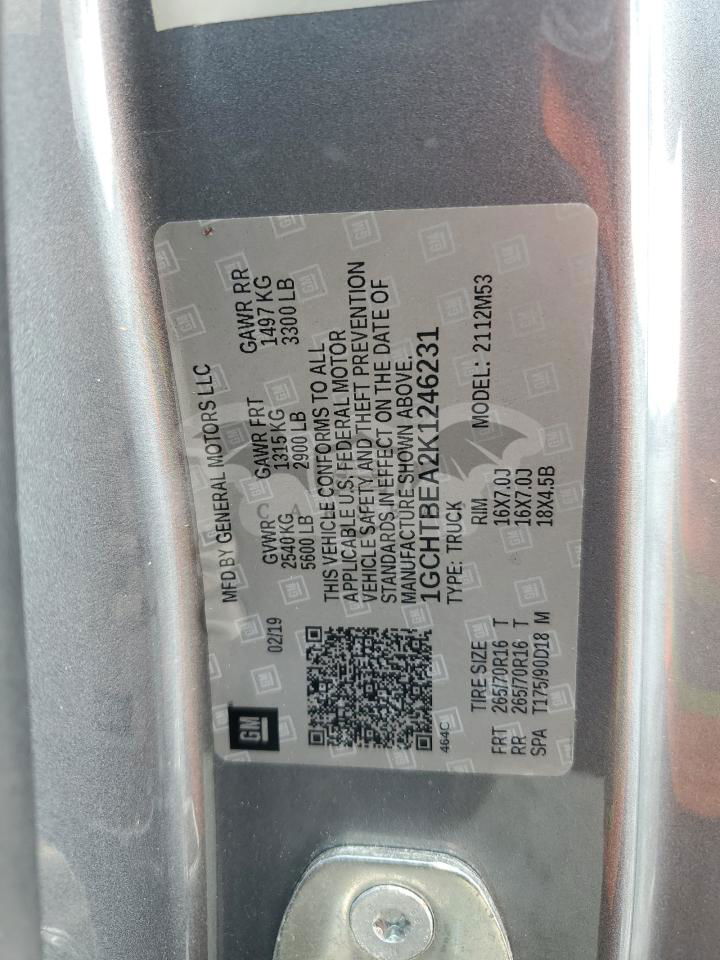 GM
MFD BY GENERAL MOTORS LLC
02/19
GVWR GAWR FRT GAWR RR
2540 KG 1315 KG 1497 KG
5600 LB 2900 LB 3300 LB
THIS VEHICLE CONFORMS TO ALL
APPLICABLE U.S. FEDERAL MOTOR
VEHICLE SAFETY AND THEFT PREVENTION
STANDARDS IN EFFECT ON THE DATE OF
MANUFACTURE SHOWN ABOVE.
1GCHTBEA2K1246231
464C
TYPE: TRUCK MODEL: 2112M53
TIRE SIZE RIM
FRT 265/70R16 T 16X7.0J
RR 265/70R16 T 16X7.0J
SPA T175/90D18 M 18X4.5B